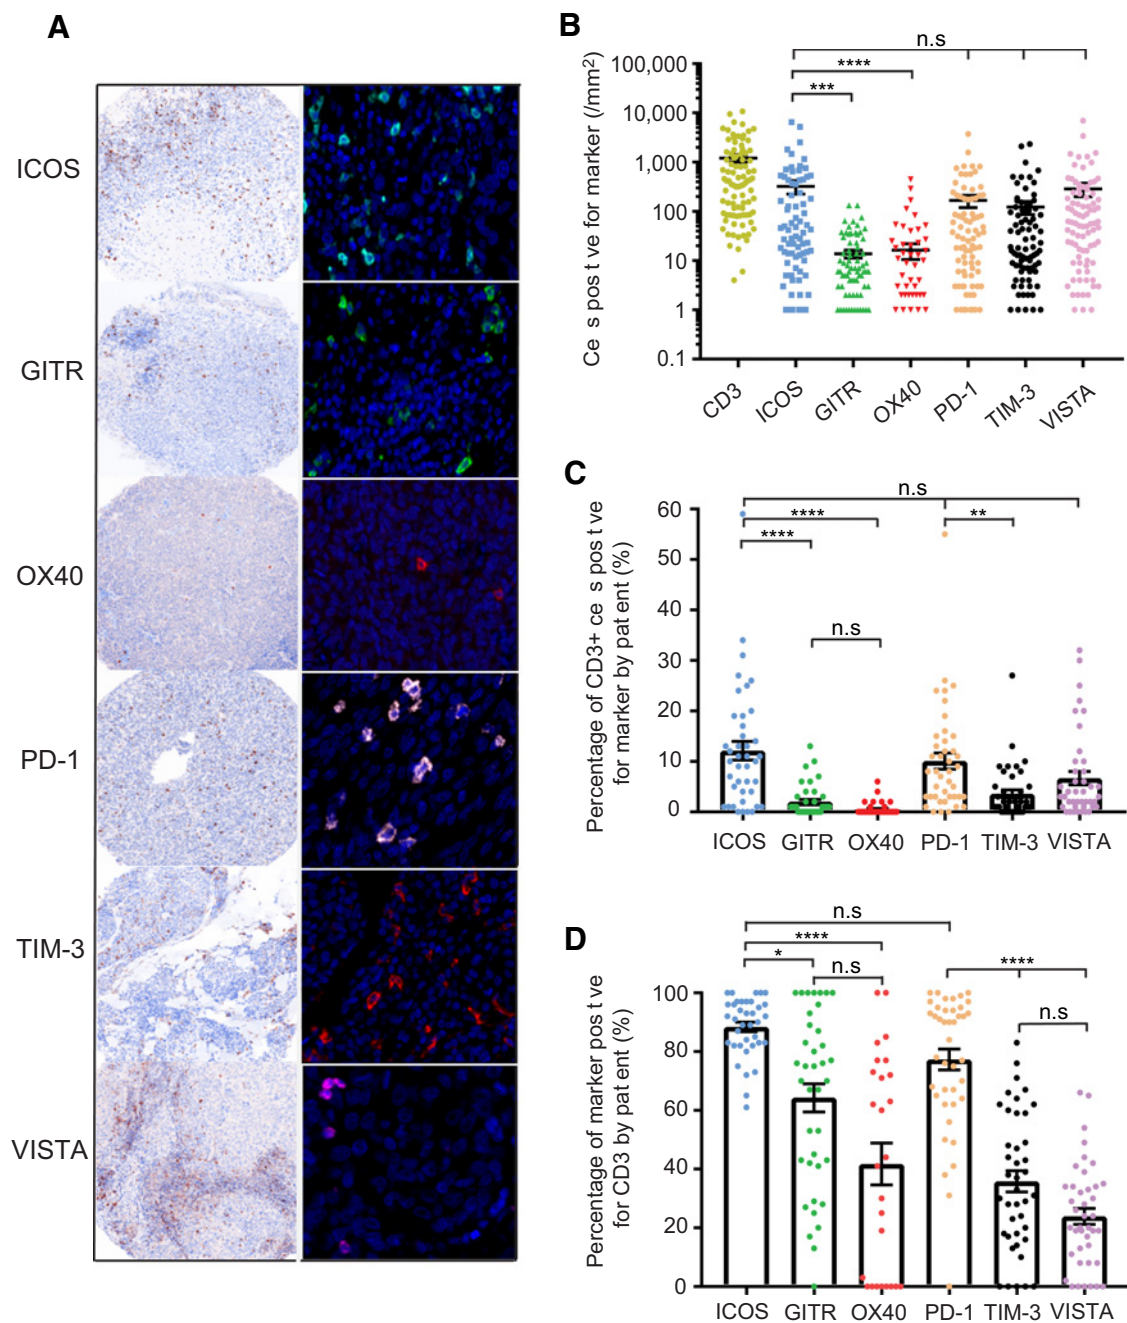 A
ICOS
GITR
OX40
PD-1
TIM-3
VISTA
B
n.s
****
***
Ce s pos t ve for marker (/mm²)
100,000
10,000
1,000
100
10
1
0.1
CD3
ICOS
GITR
OX40
PD-1
TIM-3
VISTA
C
n.s
****
**
****
n.s
Percentage of CD3+ ce s pos t ve
for marker by pat ent (%)
60
50
40
30
20
10
0
ICOS GITR OX40 PD-1 TIM-3 VISTA
D
n.s
****
*
n.s
****
n.s
Percentage of marker pos t ve
for CD3 by pat ent (%)
100
80
60
40
20
0
ICOS GITR OX40 PD-1 TIM-3 VISTA